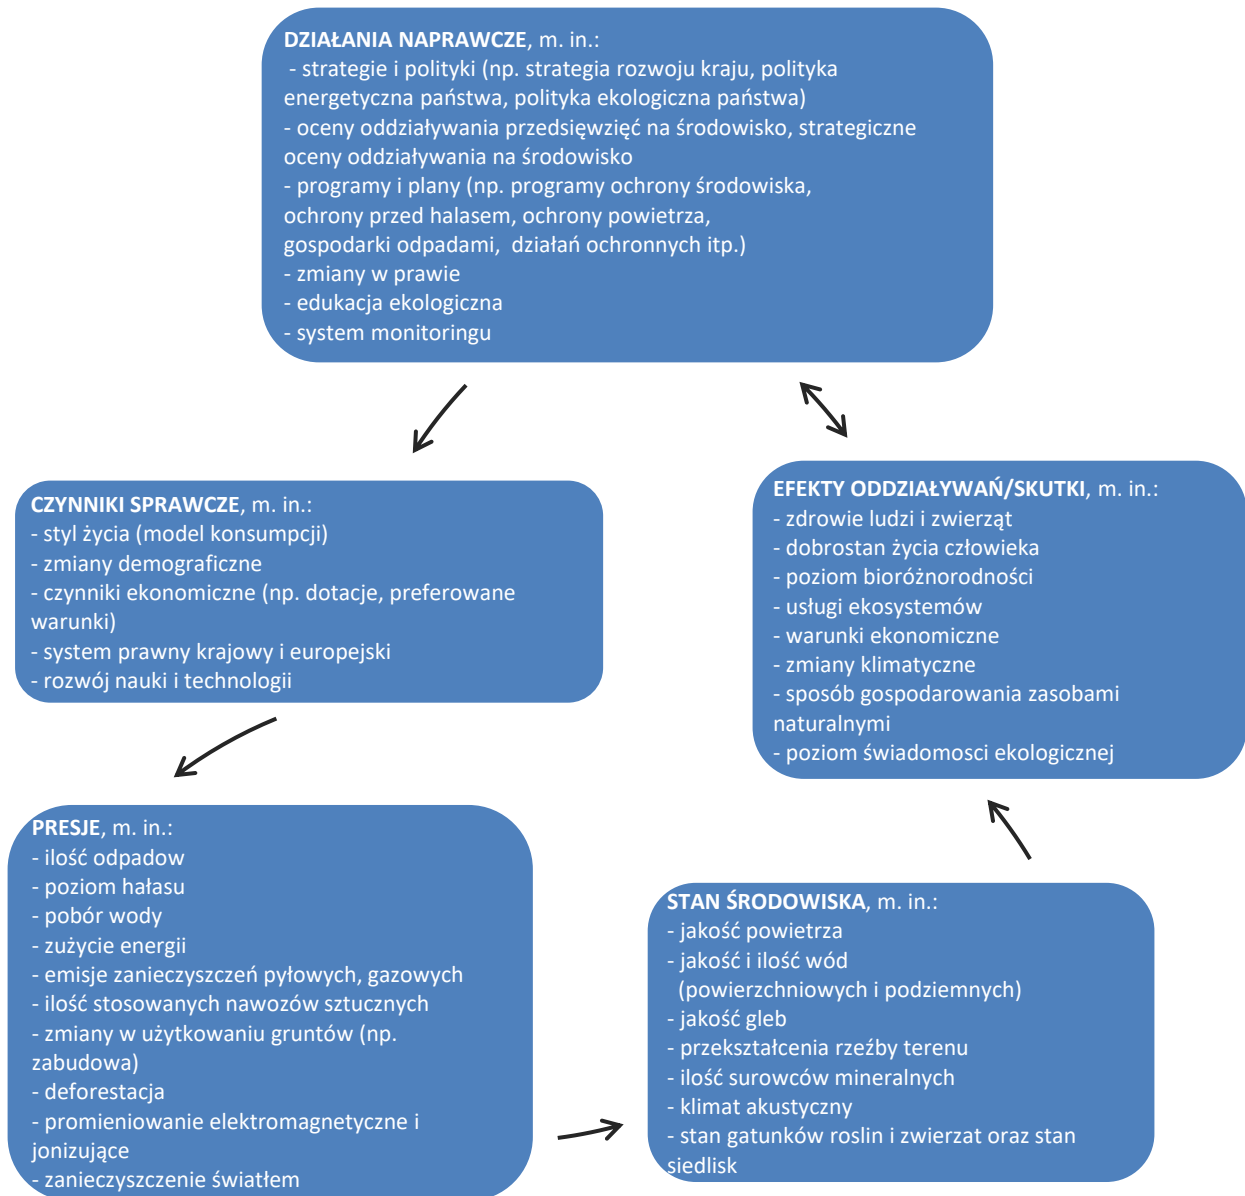 DZIAŁANIA NAPRAWCZE, m. in.:
- strategie i polityki (np. strategia rozwoju kraju, polityka
energetyczna państwa, polityka ekologiczna państwa)
- oceny oddziaływania przedsięwzięć na środowisko, strategiczne
oceny oddziaływania na środowisko
- programy i plany (np. programy ochrony środowiska,
ochrony przed halasem, ochrony powietrza,
gospodarki odpadami, działań ochronnych itp.)
- zmiany w prawie
- edukacja ekologiczna
- system monitoringu
CZYNNIKI SPRAWCZE, m. in.:
- styl życia (model konsumpcji)
- zmiany demograficzne
- czynniki ekonomiczne (np. dotacje, preferowane
warunki)
- system prawny krajowy i europejski
- rozwój nauki i technologii
EFEKTY ODDZIAŁYWAŃ/SKUTKI, m. in.:
- zdrowie ludzi i zwierząt
- dobrostan życia człowieka
- poziom bioróżnorodności
- usługi ekosystemów
- warunki ekonomiczne
- zmiany klimatyczne
- sposób gospodarowania zasobami
naturalnymi
- poziom świadomosci ekologicznej
PRESJE, m. in.:
- ilość odpadow
- poziom hałasu
- pobór wody
- zużycie energii
- emisje zanieczyszczeń pyłowych, gazowych
- ilość stosowanych nawozów sztucznych
- zmiany w użytkowaniu gruntów (np.
zabudowa)
- deforestacja
- promieniowanie elektromagnetyczne i
jonizujące
- zanieczyszczenie światłem
STAN ŚRODOWISKA, m. in.:
- jakość powietrza
- jakość i ilość wód
(powierzchniowych i podziemnych)
- jakość gleb
- przekształcenia rzeźby terenu
- ilość surowców mineralnych
- klimat akustyczny
- stan gatunków roslin i zwierzat oraz stan
siedlisk